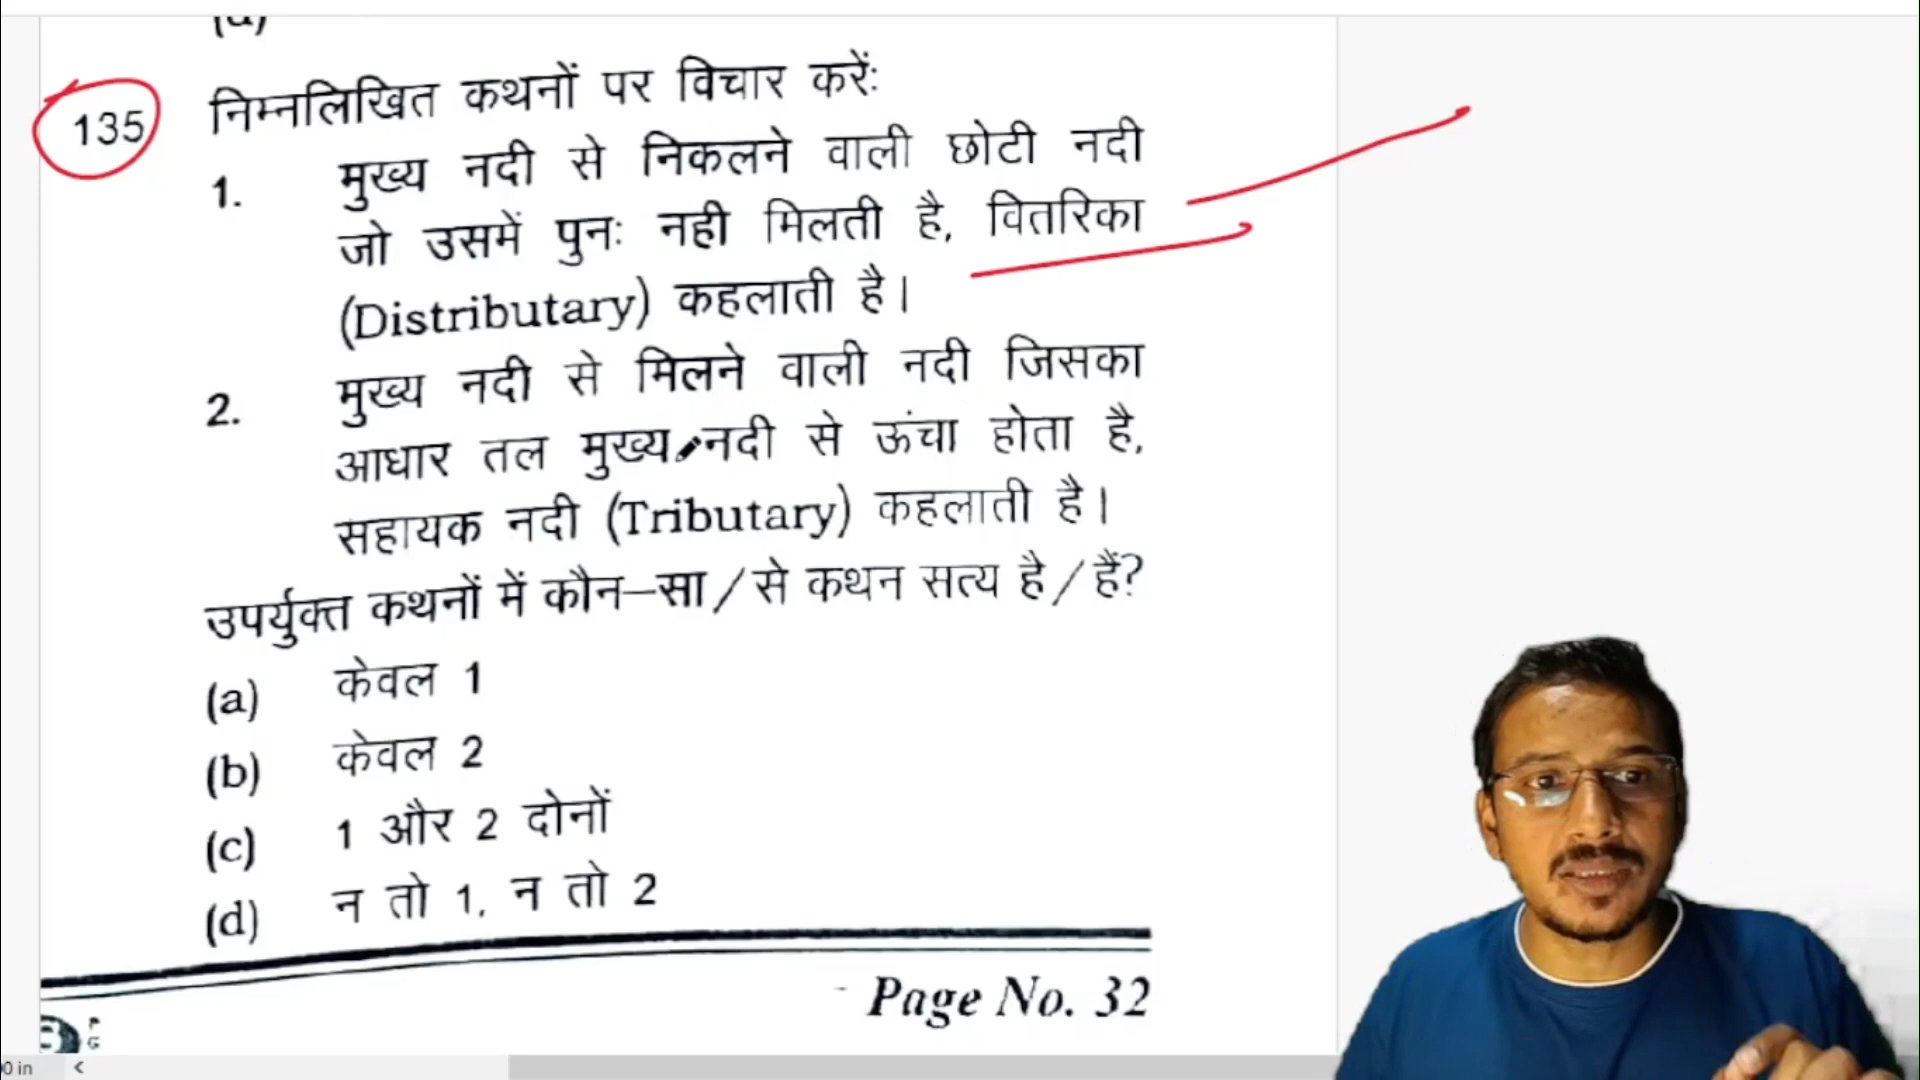 (d)
135 निम्नलिखित कथनों पर विचार करें:
1. मुख्य नदी से निकलने वाली छोटी नदी
जो उसमें पुनः नही मिलती है, वितरिका
(Distributary) कहलाती है।
2. मुख्य नदी से मिलने वाली नदी जिसका
आधार तल मुख्य नदी से ऊंचा होता है,
सहायक नदी (Tributary) कहलाती है।
उपर्युक्त कथनों में कौन–सा/से कथन सत्य है/हैं?
(a) केवल 1
(b) केवल 2
(c) 1 और 2 दोनों
(d) न तो 1, न तो 2
Page No. 32
P
G
in